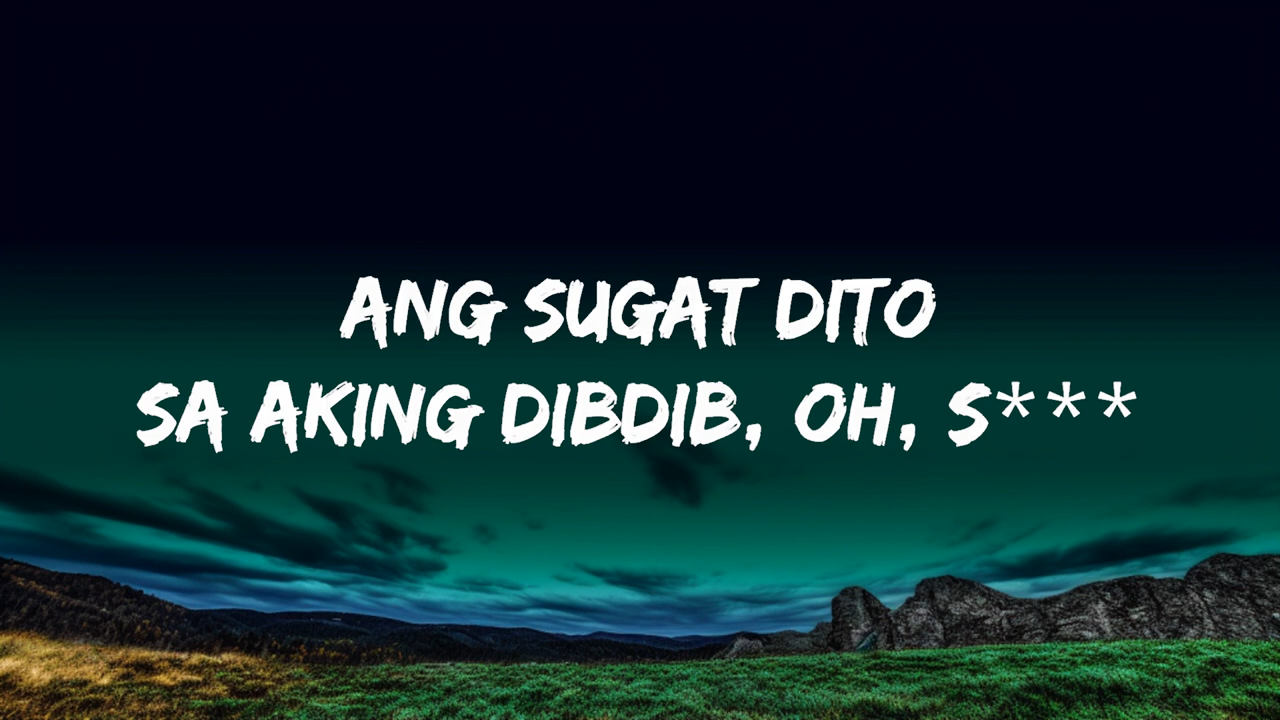 ANG SUGAT DITO
SA AKING DIBDIB, OH, S***